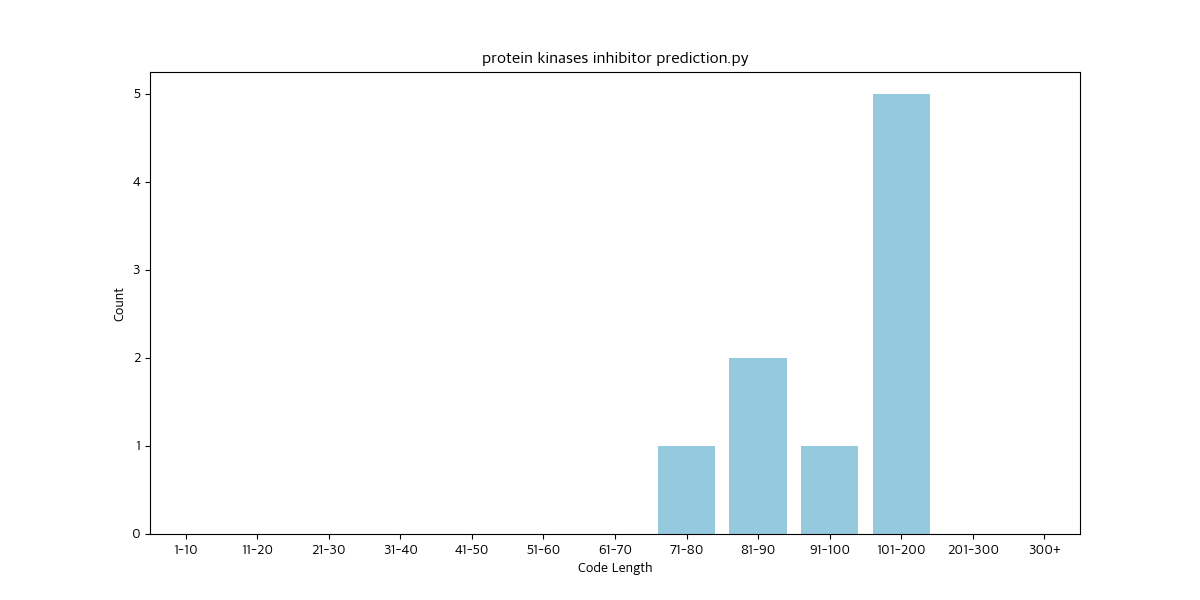 protein kinases inhibitor prediction.py
5
4
3
2
1
0
Count
1-10 11-20 21-30 31-40 41-50 51-60 61-70 71-80 81-90 91-100 101-200 201-300 300+
Code Length